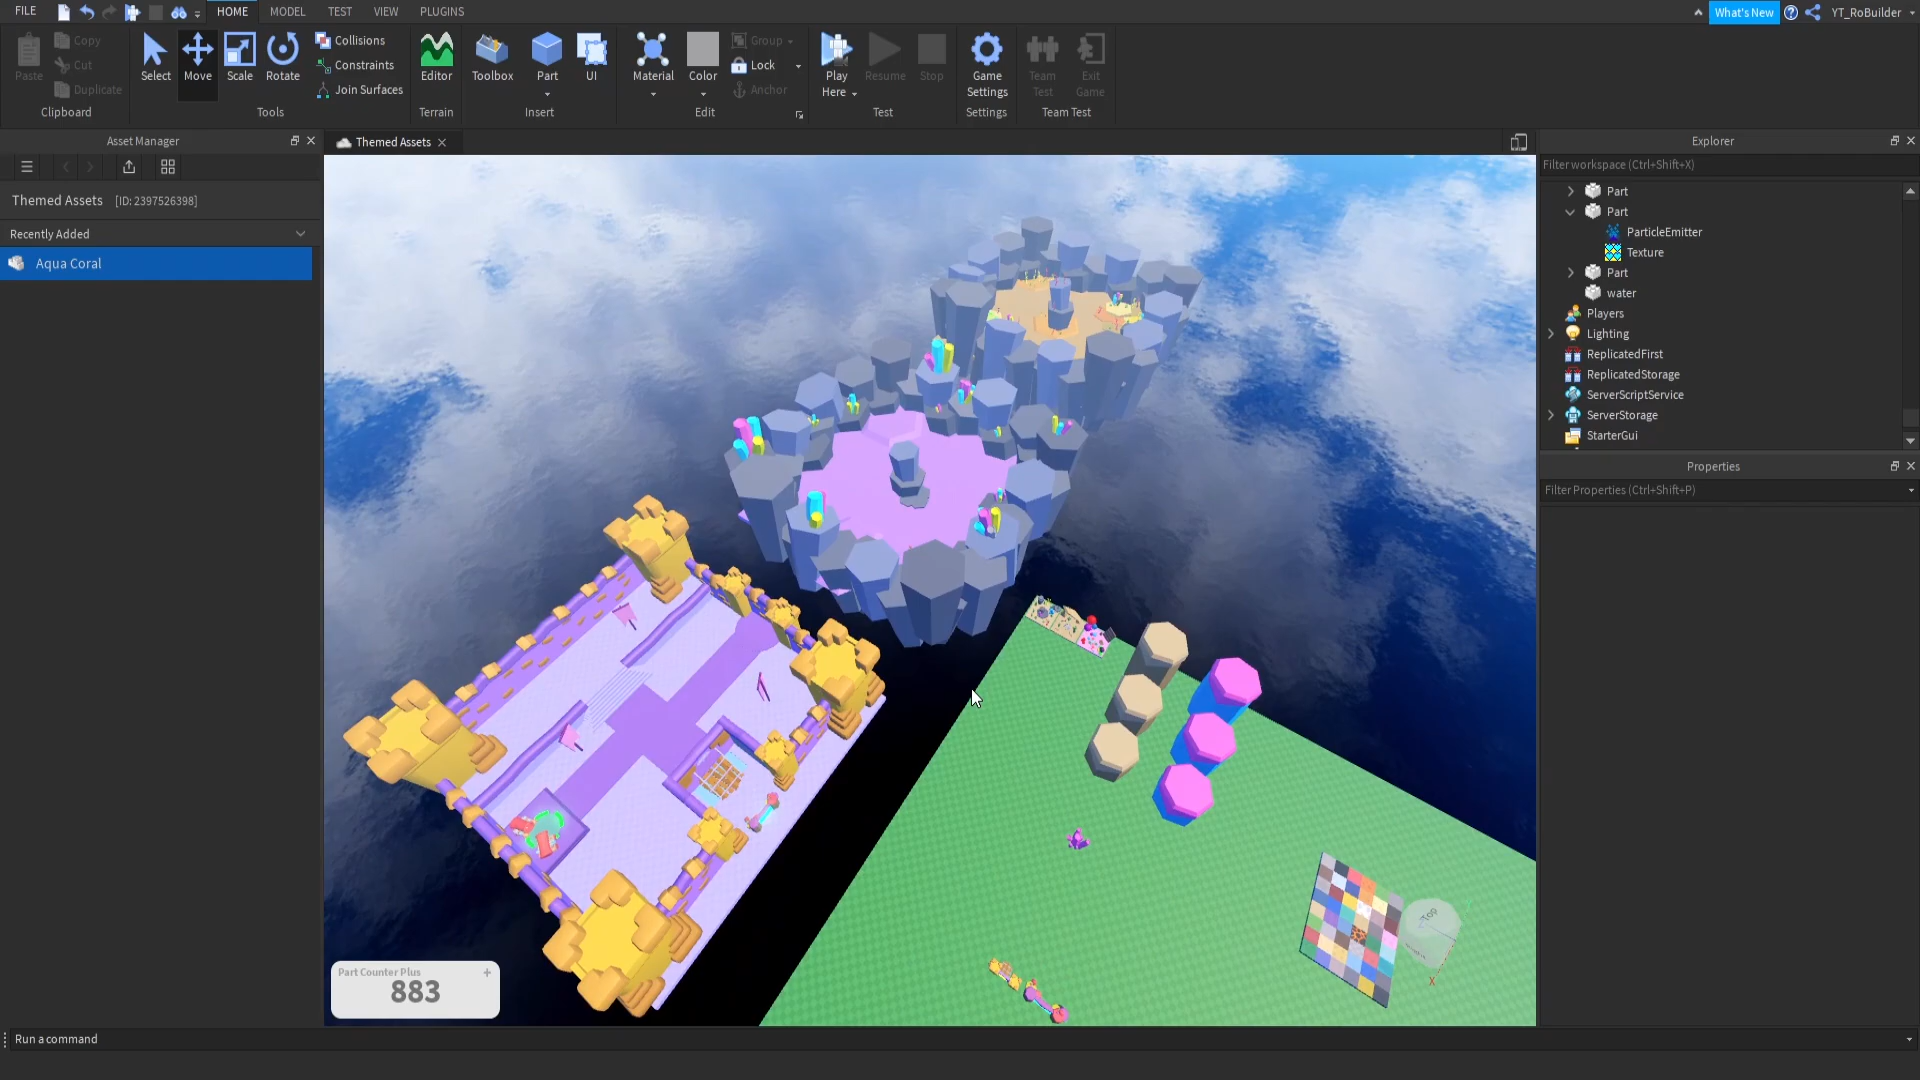 FILE
HOME
MODEL
TEST
VIEW
PLUGINS
What's New
YT_RoBuilder
Paste
Copy
Cut
Duplicate
Clipboard
Select
Move
Scale
Rotate
Collisions
Constraints
Join Surfaces
Tools
Editor
Terrain
Toolbox
Part
UI
Insert
Material
Color
Group
Lock
Anchor
Edit
Play
Here
Resume
Stop
Test
Game
Settings
Settings
Team
Test
Exit
Game
Team Test
Asset Manager
Themed Assets [ID: 2397526398]
Recently Added
Aqua Coral
Themed Assets
Top
X
Part Counter Plus +
883
Explorer
Filter workspace (Ctrl+Shift+X)
Part
Part
ParticleEmitter
Texture
Part
water
Players
Lighting
ReplicatedFirst
ReplicatedStorage
ServerScriptService
ServerStorage
StarterGui
Properties
Filter Properties (Ctrl+Shift+P)
Run a command